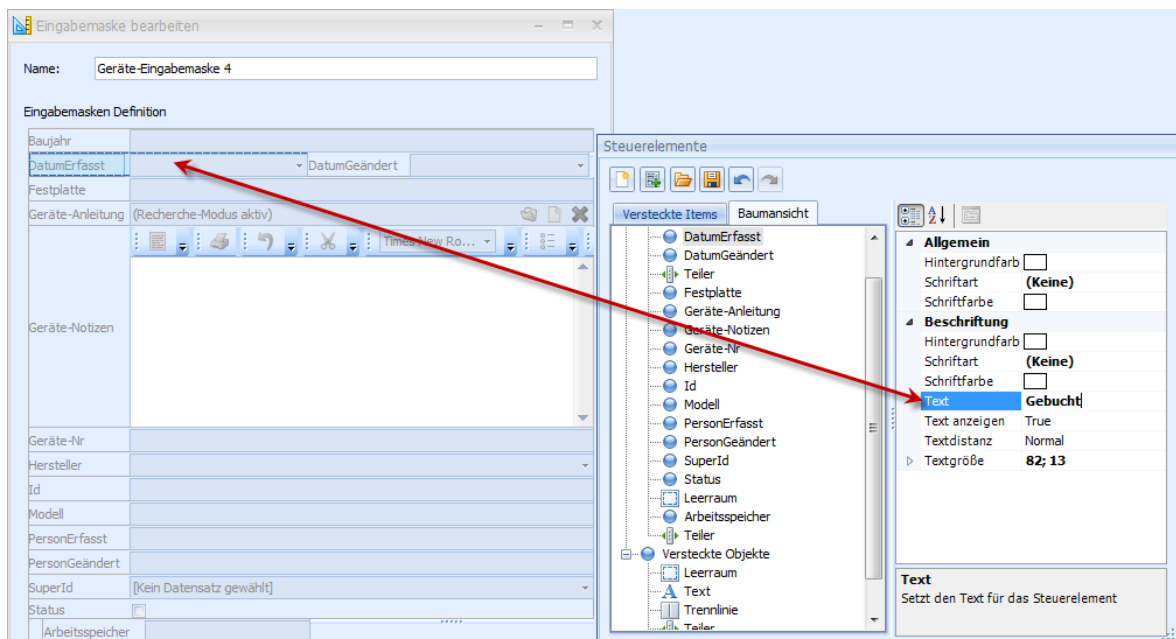 Eingabemaske bearbeiten
Name: Geräte-Eingabemaske 4
Eingabemasken Definition
Baujahr
DatumErfasst DatumGeändert
Festplatte
Geräte-Anleitung (Recherche-Modus aktiv)
Times New Ro...
Geräte-Notizen
Geräte-Nr
Hersteller
Id
Modell
PersonErfasst
PersonGeändert
SuperId [Kein Datensatz gewählt]
Status
Arbeitsspeicher
Steuerelemente
Versteckte Items Baumansicht
DatumErfasst
DatumGeändert
Teiler
Festplatte
Geräte-Anleitung
Geräte-Notizen
Geräte-Nr
Hersteller
Id
Modell
PersonErfasst
PersonGeändert
SuperId
Status
Leerraum
Arbeitsspeicher
Teiler
Versteckte Objekte
Leerraum
Text
Trennlinie
Teiler
Allgemein
Hintergrundfarb
Schriftart (Keine)
Schriftfarbe
Beschriftung
Hintergrundfarb
Schriftart (Keine)
Schriftfarbe
Text Gebucht
Text anzeigen True
Textdistanz Normal
Textgröße 82; 13
Text
Setzt den Text für das Steuerelement